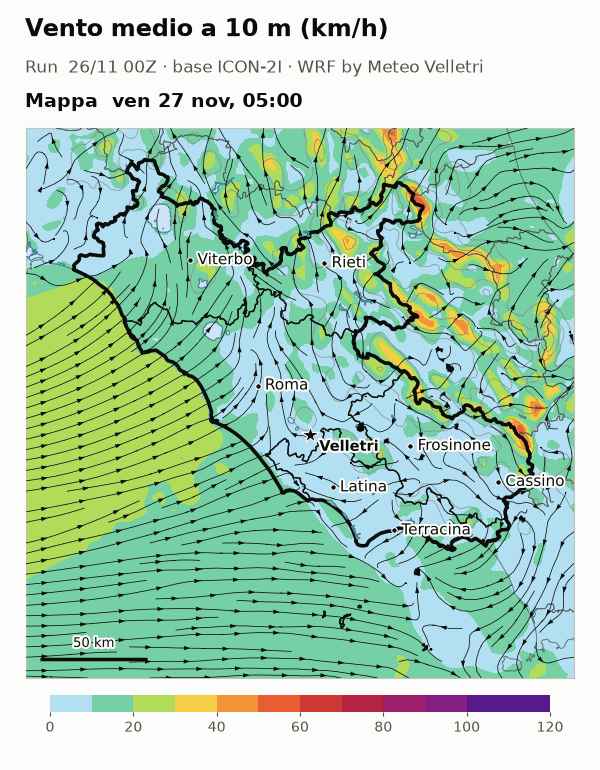 Vento medio a 10 m (km/h)
Run  26/11 00Z · base ICON-2I · WRF by Meteo Velletri
Mappa  ven 27 nov, 05:00
Viterbo
Rieti
Roma
Velletri
Frosinone
Latina
Cassino
Terracina
50 km
0 20 40 60 80 100 120